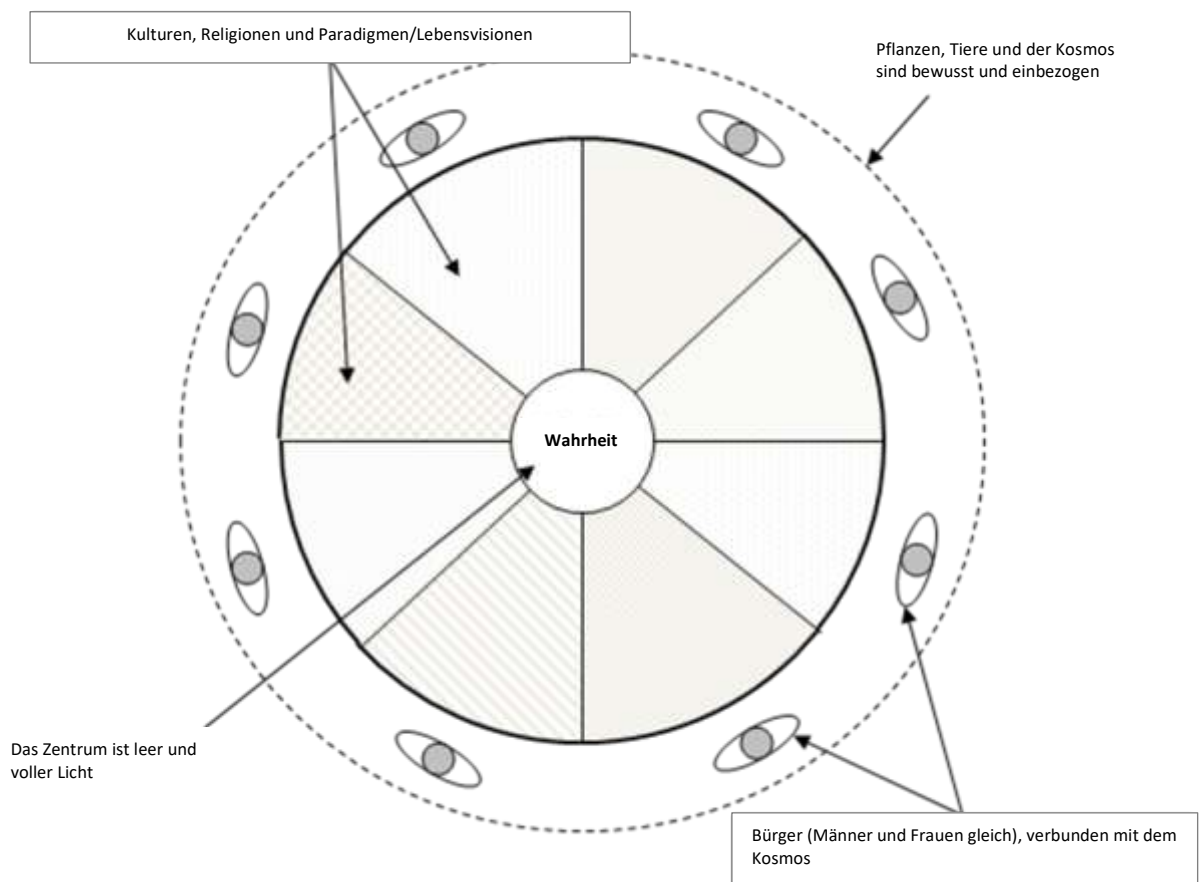 Kulturen, Religionen und Paradigmen/Lebensvisionen
Pflanzen, Tiere und der Kosmos
sind bewusst und einbezogen
Wahrheit
Das Zentrum ist leer und
voller Licht
Bürger (Männer und Frauen gleich), verbunden mit dem
Kosmos